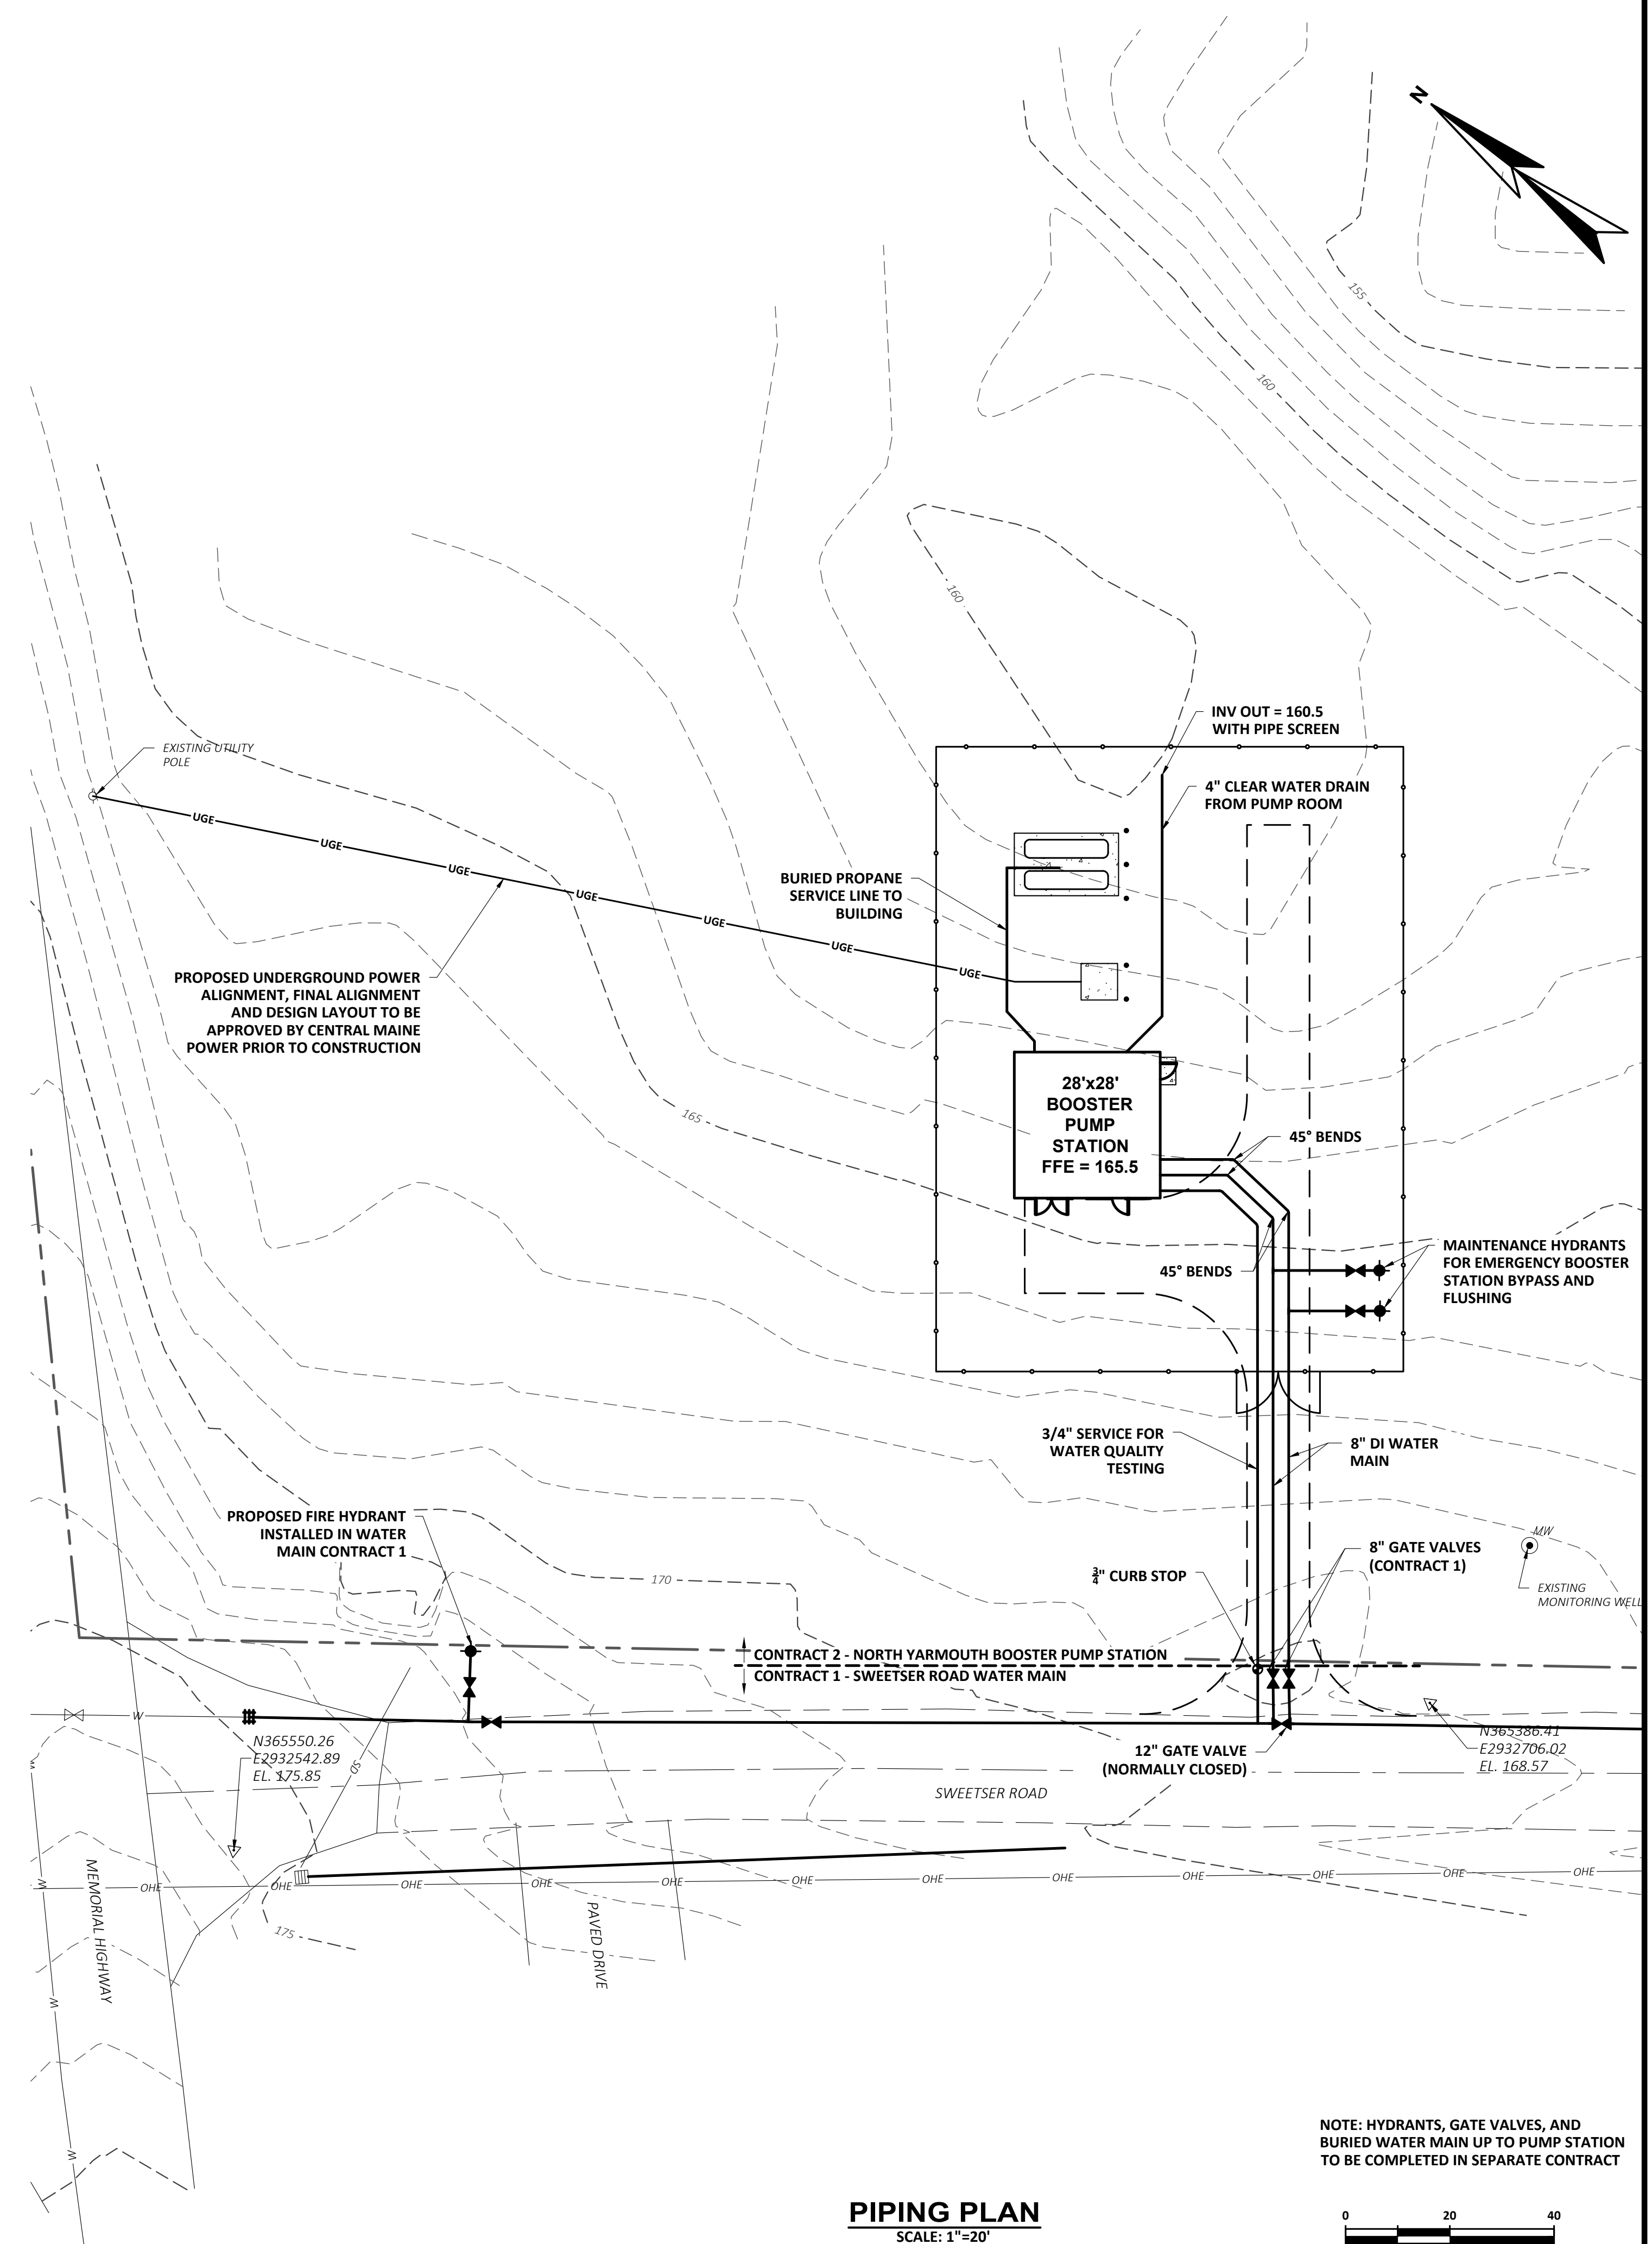 N
155
160
160
INV OUT = 160.5
WITH PIPE SCREEN
EXISTING UTILITY
POLE
4" CLEAR WATER DRAIN
FROM PUMP ROOM
UGE
UGE
UGE
UGE
UGE
UGE
UGE
BURIED PROPANE
SERVICE LINE TO
BUILDING
PROPOSED UNDERGROUND POWER
ALIGNMENT, FINAL ALIGNMENT
AND DESIGN LAYOUT TO BE
APPROVED BY CENTRAL MAINE
POWER PRIOR TO CONSTRUCTION
28'x28'
BOOSTER
PUMP
STATION
FFE = 165.5
165
45° BENDS
45° BENDS
MAINTENANCE HYDRANTS
FOR EMERGENCY BOOSTER
STATION BYPASS AND
FLUSHING
3/4" SERVICE FOR
WATER QUALITY
TESTING
8" DI WATER
MAIN
PROPOSED FIRE HYDRANT
INSTALLED IN WATER
MAIN CONTRACT 1
170
3/4" CURB STOP
8" GATE VALVES
(CONTRACT 1)
MW
EXISTING
MONITORING WELL
CONTRACT 2 - NORTH YARMOUTH BOOSTER PUMP STATION
CONTRACT 1 - SWEETSER ROAD WATER MAIN
W
N365550.26
E2932542.89
EL. 175.85
SD
12" GATE VALVE
(NORMALLY CLOSED)
N365386.41
E2932706.02
EL. 168.57
SWEETSER ROAD
W
W
W
W
MEMORIAL HIGHWAY
OHE
OHE
OHE
OHE
OHE
OHE
OHE
OHE
OHE
OHE
OHE
OHE
175
PAVED DRIVE
NOTE: HYDRANTS, GATE VALVES, AND
BURIED WATER MAIN UP TO PUMP STATION
TO BE COMPLETED IN SEPARATE CONTRACT
PIPING PLAN
SCALE: 1"=20'
0 20 40